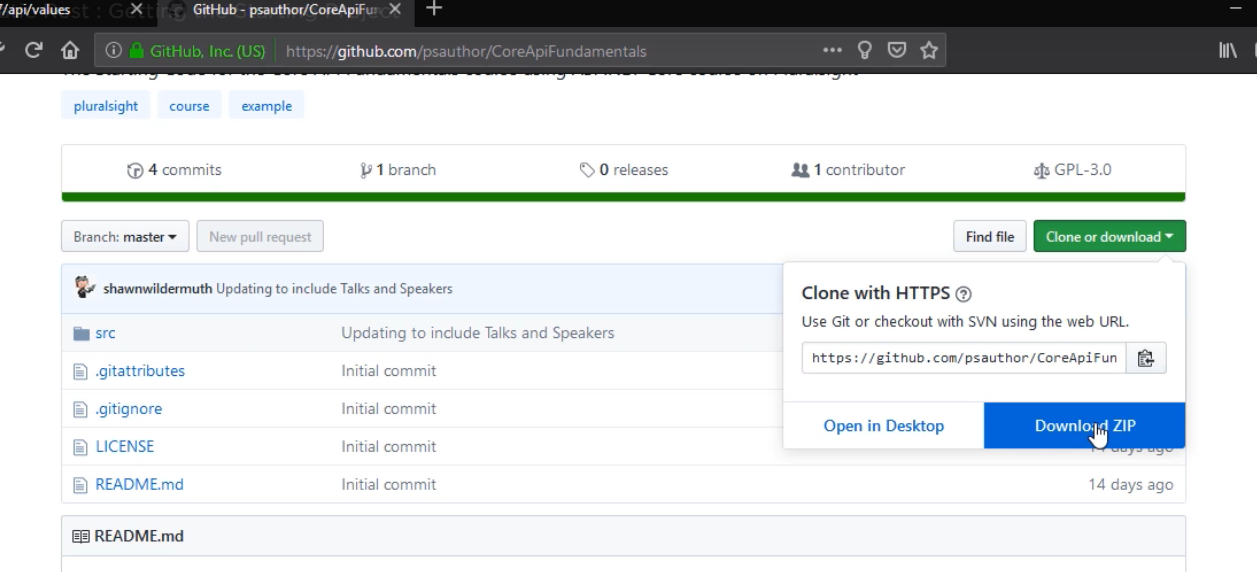 /api/values
GitHub - psauthor/CoreApiFur
GitHub, Inc. (US)
https://github.com/psauthor/CoreApiFundamentals
pluralsight
course
example
4 commits
1 branch
0 releases
1 contributor
GPL-3.0
Branch: master
New pull request
Find file
Clone or download
shawnwildermuth Updating to include Talks and Speakers
Clone with HTTPS
Use Git or checkout with SVN using the web URL.
src
Updating to include Talks and Speakers
https://github.com/psauthor/CoreApiFun
.gitattributes
Initial commit
.gitignore
Initial commit
Open in Desktop
Download ZIP
LICENSE
Initial commit
14 days ago
README.md
Initial commit
14 days ago
README.md